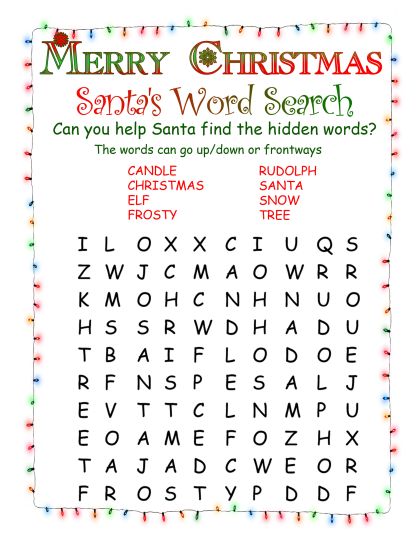 MERRY CHRISTMAS
Santa's Word Search
Can you help Santa find the hidden words?
The words can go up/down or frontways
CANDLE RUDOLPH
CHRISTMAS SANTA
ELF SNOW
FROSTY TREE
I L O X X C I U Q S
Z W J C M A O W R R
K M O H C N H N U O
H S S R W D H A D U
T B A I F L O D O E
R F N S P E S A L J
E V T T C L N M P U
E O A M E F O Z H X
T A J A D C W E O R
F R O S T Y P D D F